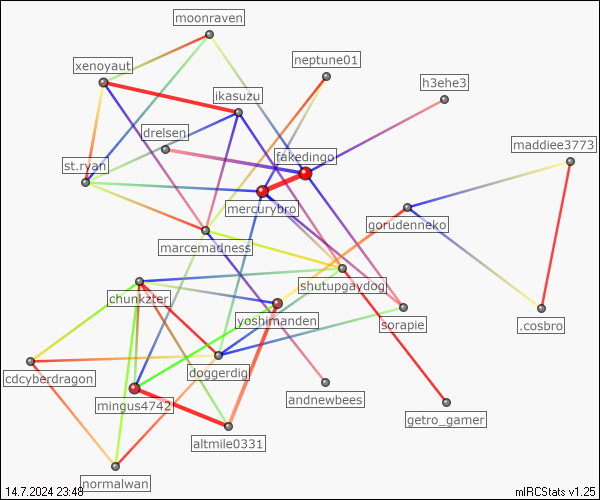 moonraven
xenoyaut
neptune01
h3ehe3
ikasuzu
drelsen
maddiee3773
fakedingo
st.ryan
mercurybro
gorudenneko
marcemadness
shutupgaydog
chunkzter
yoshimanden
sorapie
.cosbro
doggerdig
cdcyberdragon
andnewbees
mingus4742
getro_gamer
altmile0331
normalwan
14.7.2024 23:48
mIRCStats v1.25